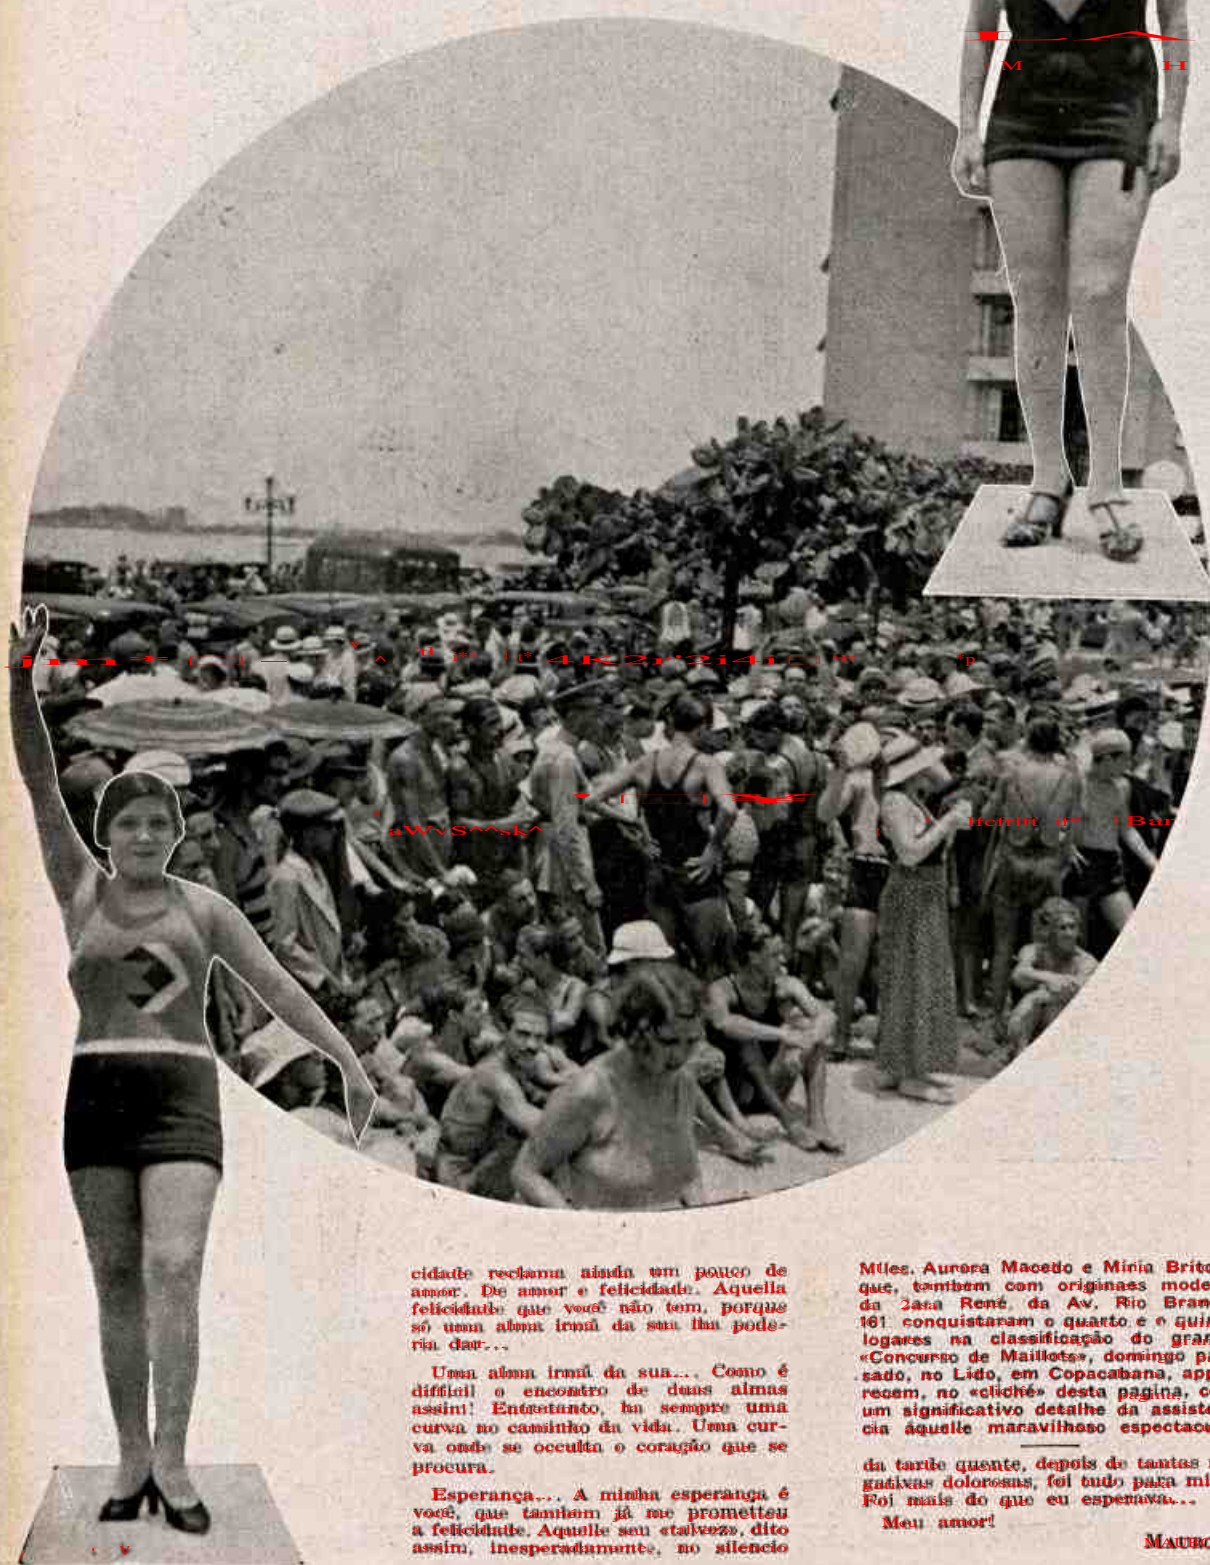 cidade reclama ainda um pouco de
amor. De amor e felicidade. Aquella
felicidade que você não tem, porque
só uma alma irmã da sua lha pode-
ria dar...
Uma alma irmã da sua... Como é
difficil o encontro de duas almas
assim! Entretanto, ha sempre uma
curva no caminho da vida. Uma cur-
va onde se occulta o coração que se
procura.
Esperança... A minha esperança é
você, que tambem já me prometteu
a felicidade. Aquelle seu «talvez», dito
assim, inesperadamente, no silencio
Mlles. Aurora Macedo e Miria Brito
que, tambem com originaes mode
da Casa René, da Av. Rio Bran
161 conquistaram o quarto e o quin
logares na classificação do gran
«Concurso de Maillots», domingo pa
sado, no Lido, em Copacabana, app
recem, no «cliché» desta pagina, co
um significativo detalhe da assiste
cia áquelle maravilhoso espectacu
da tarde quente, depois de tantas
gativas dolorosas, foi tudo para mi
Foi mais do que eu esperava...
Meu amor!
MAURO